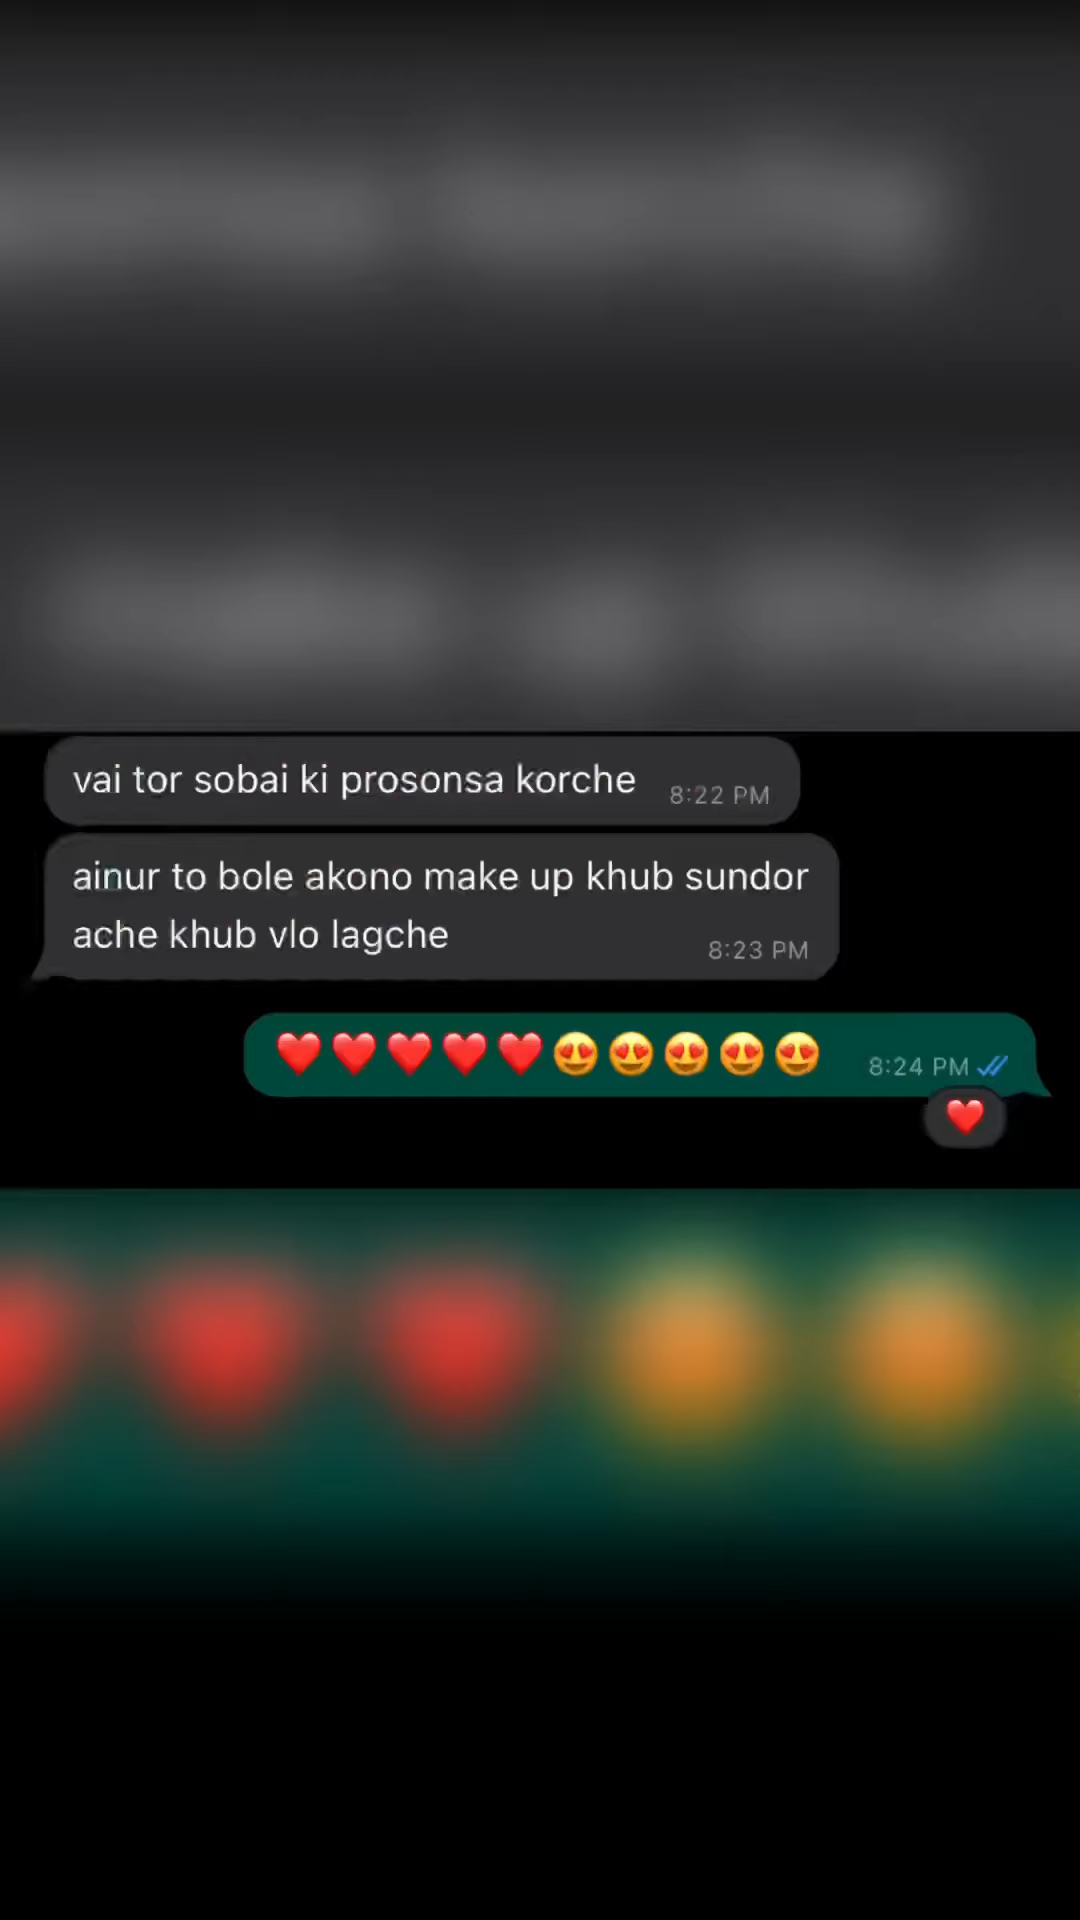 vai tor sobai ki prosonsa korche
8:22 PM
ainur to bole akono make up khub sundor
ache khub vlo lagche
8:23 PM
❤️❤️❤️❤️❤️😍😍😍😍😍
8:24 PM
❤️